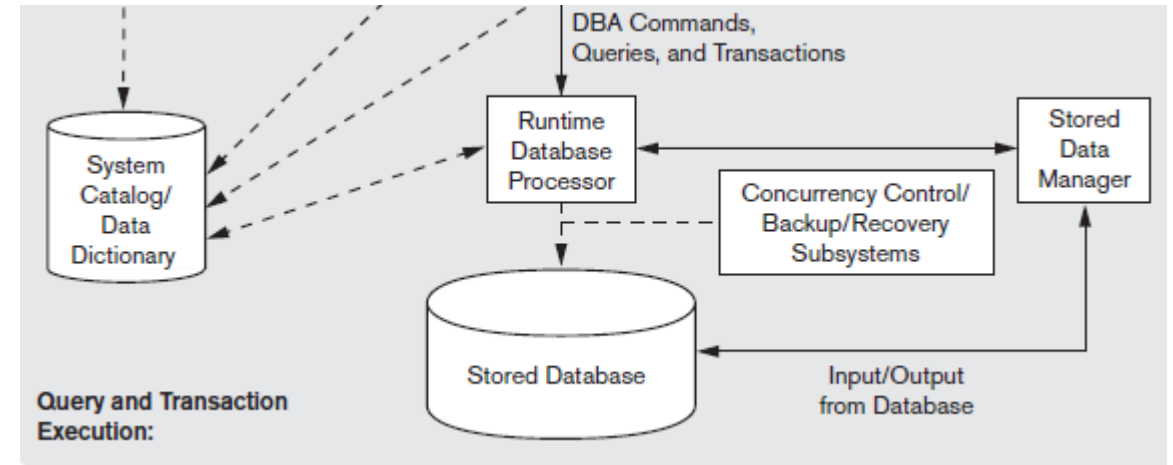 DBA Commands,
Queries, and Transactions
Runtime
Database
Processor
Stored
Data
Manager
System
Catalog/
Data
Dictionary
Concurrency Control/
Backup/Recovery
Subsystems
Stored Database
Input/Output
from Database
Query and Transaction
Execution: